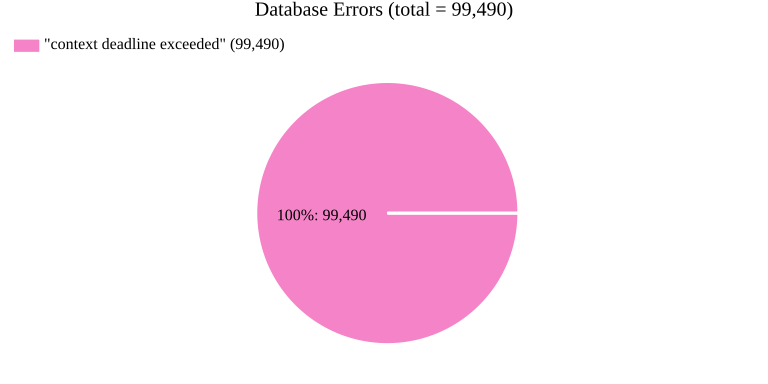 Database Errors (total = 99,490)
"context deadline exceeded" (99,490)
100%: 99,490